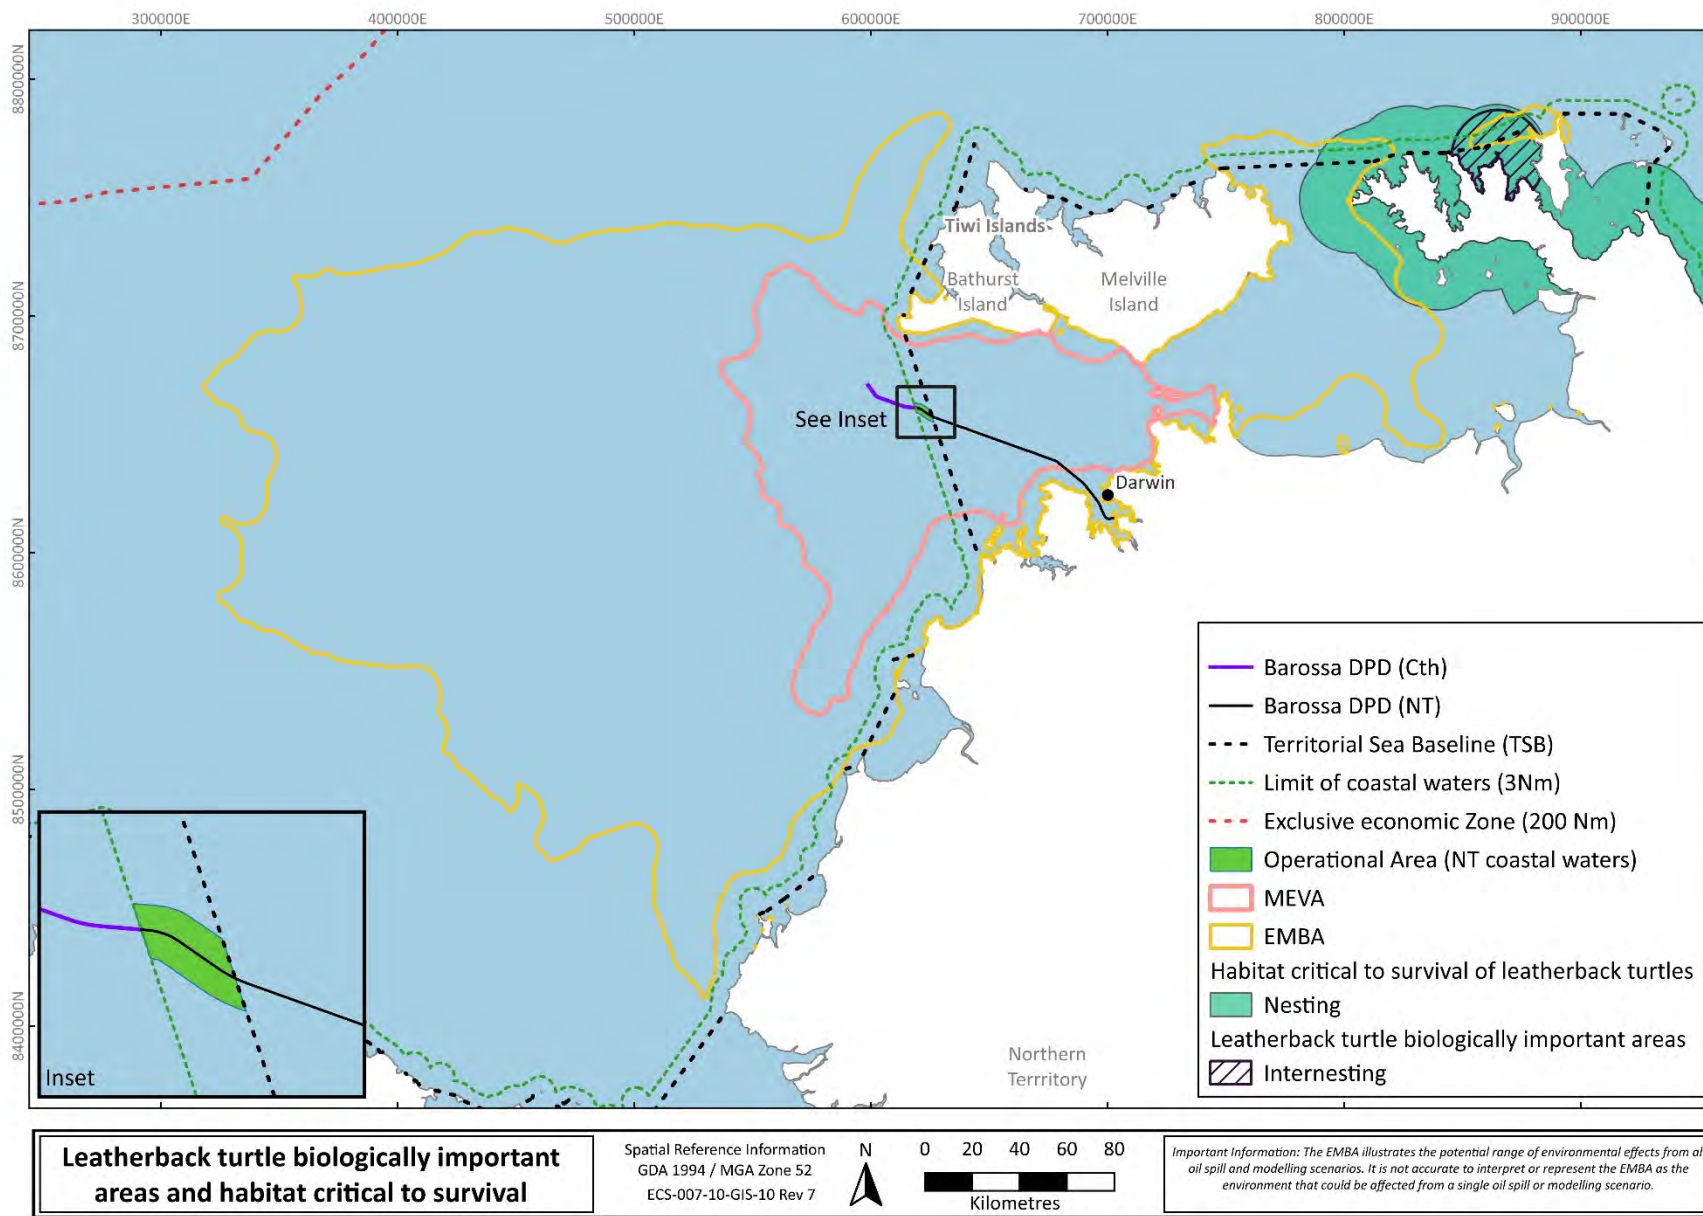 300000E 400000E 500000E 600000E 700000E 800000E 900000E
8800000N
8700000N
8600000N
8500000N
8400000N
Tiwi Islands
Bathurst
Island
Melville
Island
See Inset
Darwin
Northern
Terrritory
Inset
Barossa DPD (Cth)
Barossa DPD (NT)
Territorial Sea Baseline (TSB)
Limit of coastal waters (3Nm)
Exclusive economic Zone (200 Nm)
Operational Area (NT coastal waters)
MEVA
EMBA
Habitat critical to survival of leatherback turtles
Nesting
Leatherback turtle biologically important areas
Internesting
Leatherback turtle biologically important
areas and habitat critical to survival
Spatial Reference Information
GDA 1994 / MGA Zone 52
ECS-007-10-GIS-10 Rev 7
N
0 20 40 60 80
Kilometres
Important Information: The EMBA illustrates the potential range of environmental effects from
oil spill and modelling scenarios. It is not accurate to interpret or represent the EMBA as the
environment that could be affected from a single oil spill or modelling scenario.